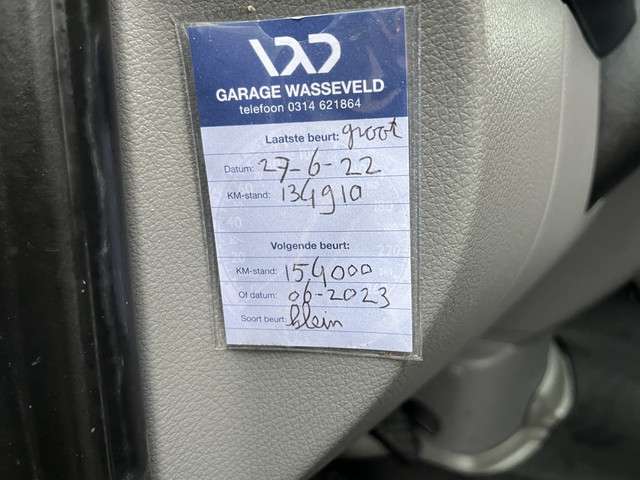 GARAGE WASSEVELD
telefoon 0314 621864
Laatste beurt: groot
Datum: 27-6-22
KM-stand: 134910
Volgende beurt:
KM-stand: 154000
Of datum: 06-2023
Soort beurt: klein